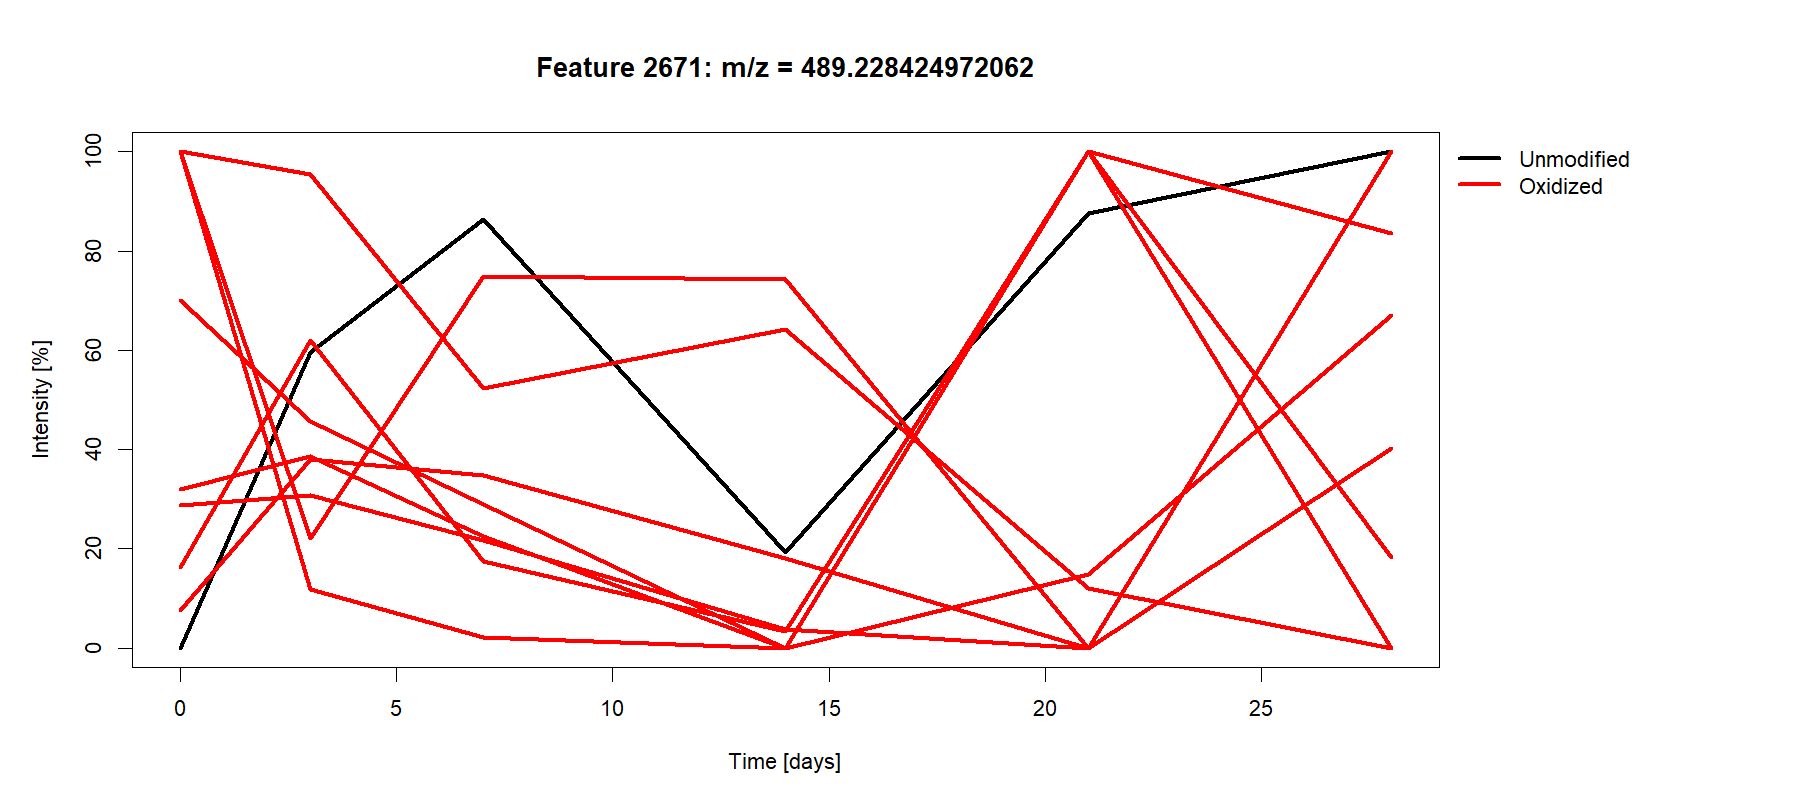 Feature 2671: m/z = 489.228424972062
Unmodified
Oxidized
Intensity [%]
100
80
60
40
20
0
0 5 10 15 20 25
Time [days]